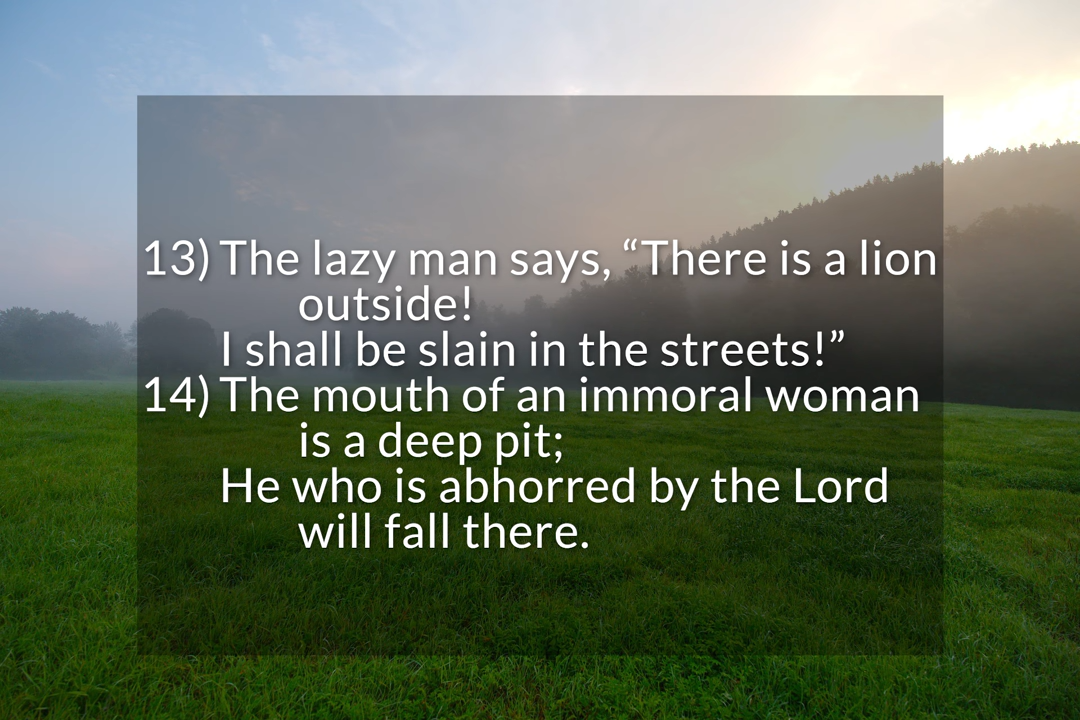 13) The lazy man says, “There is a lion
outside!
I shall be slain in the streets!”
14) The mouth of an immoral woman
is a deep pit;
He who is abhorred by the Lord
will fall there.